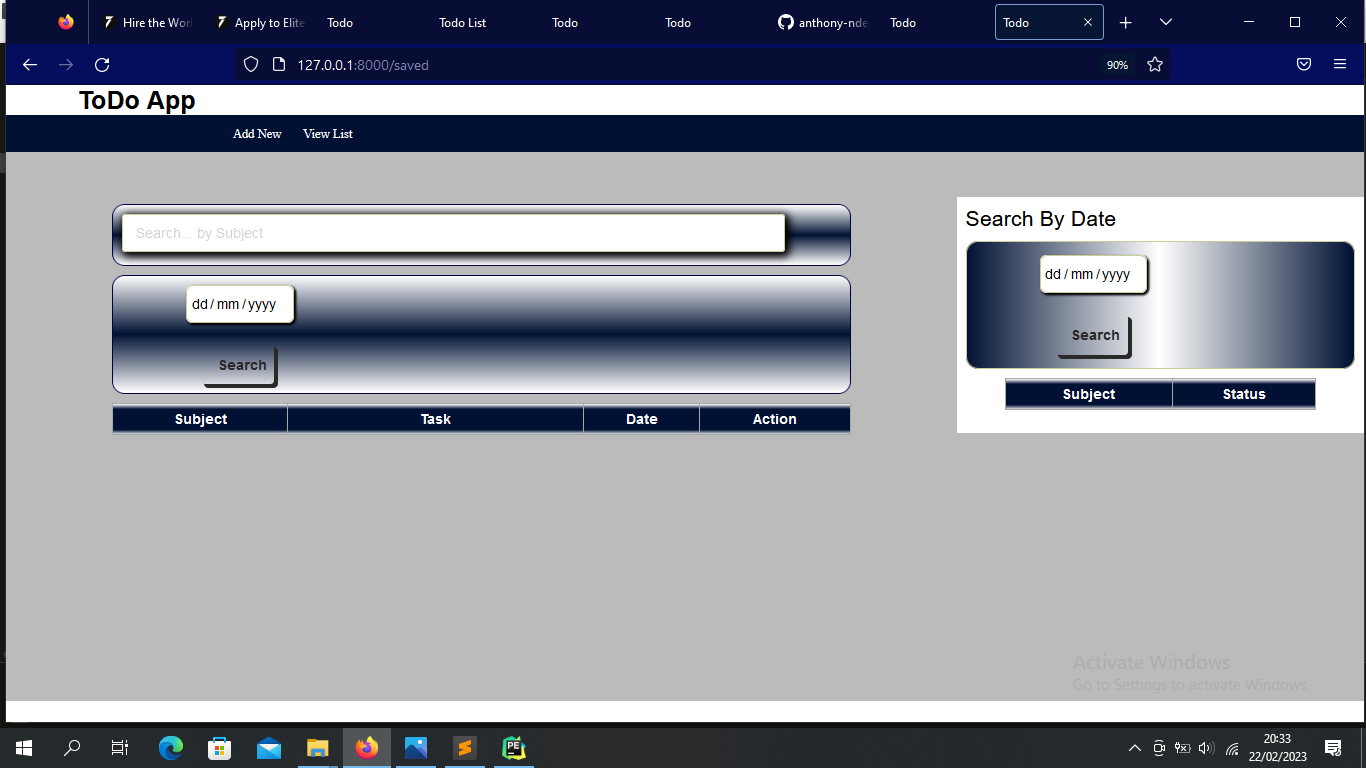 Hire the Worl
Apply to Elite
Todo
Todo List
Todo
Todo
anthony-nde
Todo
Todo
127.0.0.1:8000/saved
90%
ToDo App
Add New
View List
Search... by Subject
dd / mm / yyyy
Search
Subject
Task
Date
Action
Search By Date
dd / mm / yyyy
Search
Subject
Status
Activate Windows
Go to Settings to activate Windows.
PE
20:33
22/02/2023